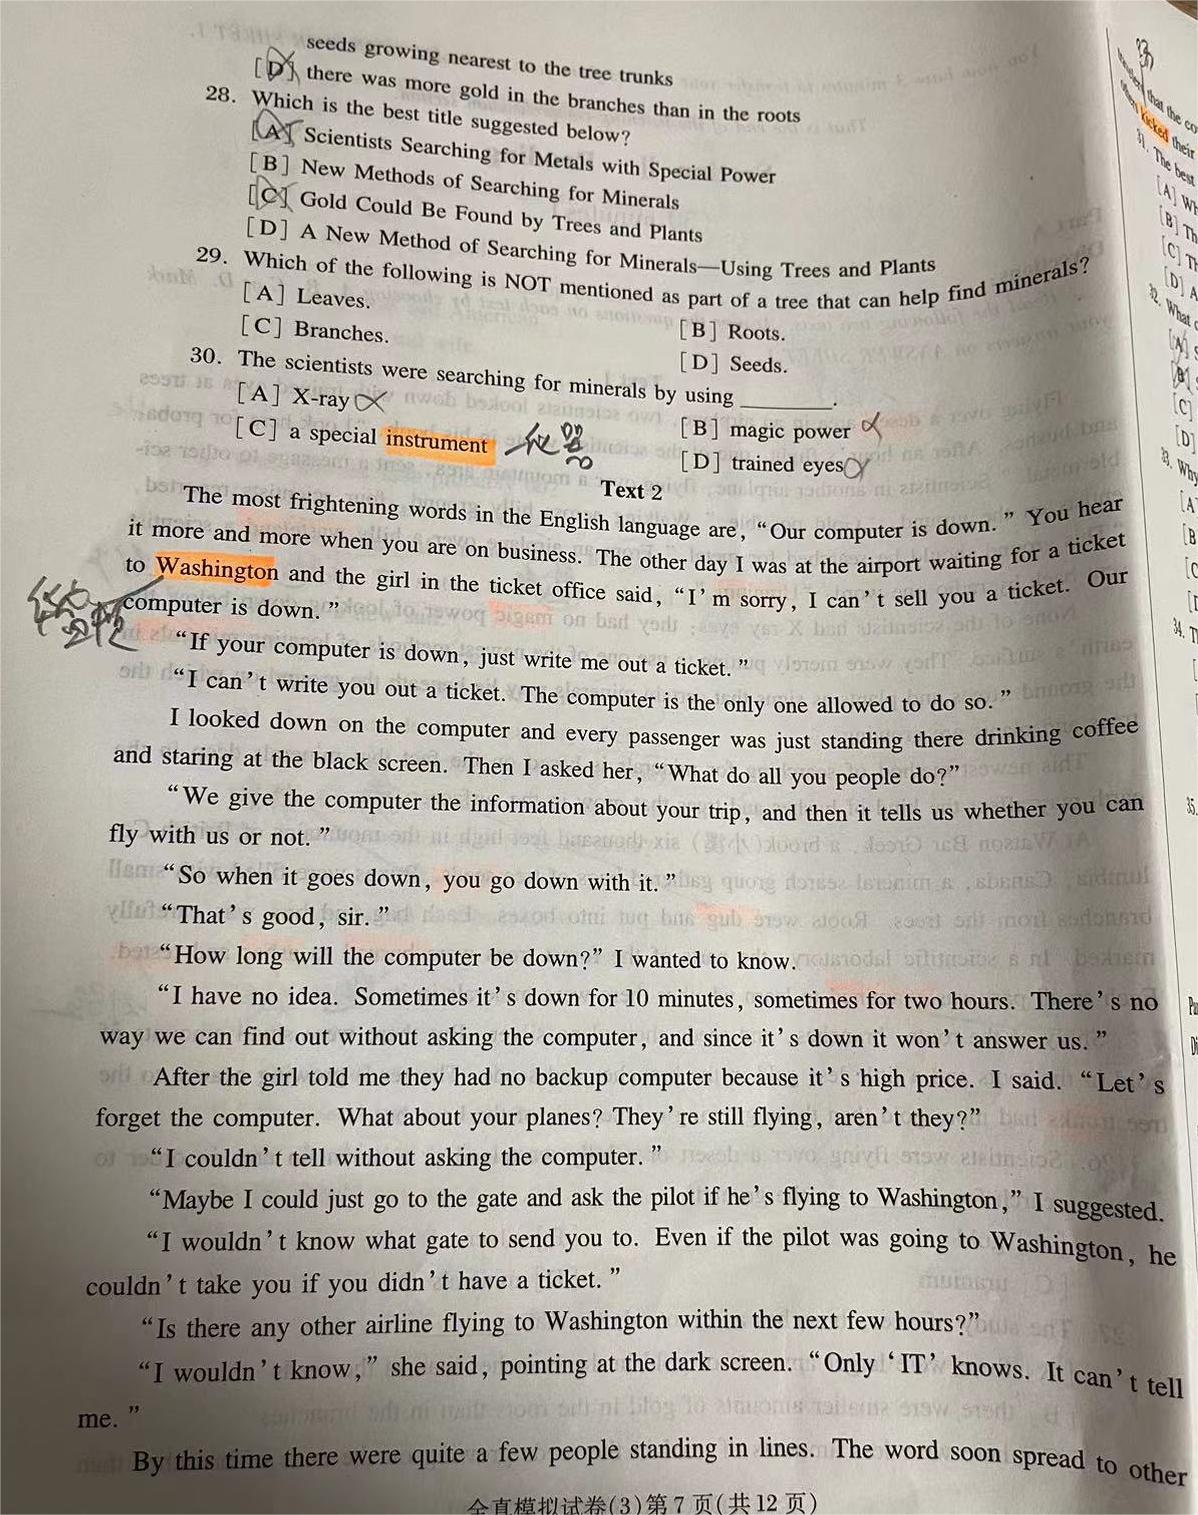 seeds growing nearest to the tree trunks
[D] there was more gold in the branches than in the roots
28. Which is the best title suggested below?
[A] Scientists Searching for Metals with Special Power
[B] New Methods of Searching for Minerals
[C] Gold Could Be Found by Trees and Plants
[D] A New Method of Searching for Minerals—Using Trees and Plants
29. Which of the following is NOT mentioned as part of a tree that can help find minerals?
[A] Leaves.
[B] Roots.
[C] Branches.
[D] Seeds.
30. The scientists were searching for minerals by using ________.
[A] X-ray
[B] magic power
[C] a special instrument 仪器
[D] trained eyes
Text 2
The most frightening words in the English language are, “Our computer is down.” You hear
it more and more when you are on business. The other day I was at the airport waiting for a ticket
to Washington and the girl in the ticket office said, “I'm sorry, I can't sell you a ticket. Our
computer is down.”
“If your computer is down, just write me out a ticket.”
“I can't write you out a ticket. The computer is the only one allowed to do so.”
I looked down on the computer and every passenger was just standing there drinking coffee
and staring at the black screen. Then I asked her, “What do all you people do?”
“We give the computer the information about your trip, and then it tells us whether you can
fly with us or not.”
“So when it goes down, you go down with it.”
“That's good, sir.”
“How long will the computer be down?” I wanted to know.
“I have no idea. Sometimes it's down for 10 minutes, sometimes for two hours. There's no
way we can find out without asking the computer, and since it's down it won't answer us.”
After the girl told me they had no backup computer because it's high price. I said. “Let's
forget the computer. What about your planes? They're still flying, aren't they?”
“I couldn't tell without asking the computer.”
“Maybe I could just go to the gate and ask the pilot if he's flying to Washington,” I suggested.
“I wouldn't know what gate to send you to. Even if the pilot was going to Washington, he
couldn't take you if you didn't have a ticket.”
“Is there any other airline flying to Washington within the next few hours?”
“I wouldn't know,” she said, pointing at the dark screen. “Only ‘IT’ knows. It can't tell
me.”
By this time there were quite a few people standing in lines. The word soon spread to other
全真模拟试卷(3)第7页(共12页)
that the co
kicked their
31. The best
[A] Wh
[B] Th
[C] Th
[D] A
32. What
[A]
[B]
[C]
[D]
33. Why
[A
[B
[C
34. T
35.